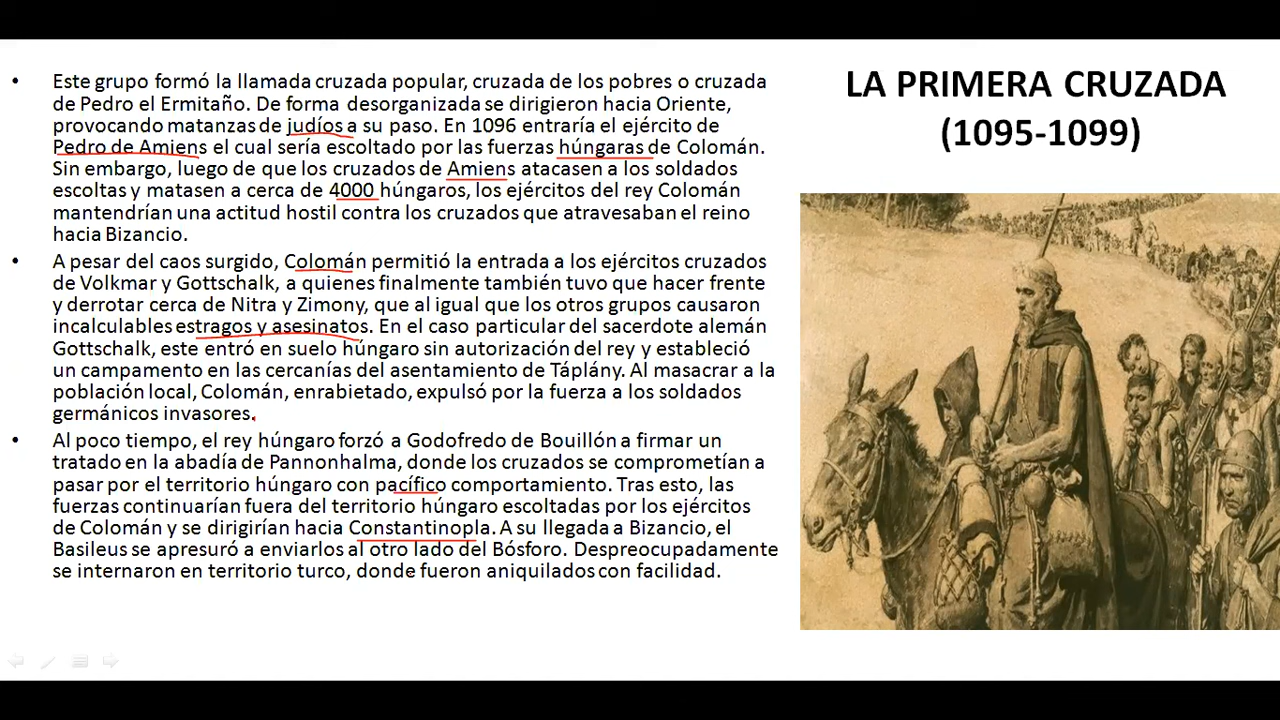 LA PRIMERA CRUZADA
(1095-1099)
• Este grupo formó la llamada cruzada popular, cruzada de los pobres o cruzada
de Pedro el Ermitaño. De forma desorganizada se dirigieron hacia Oriente,
provocando matanzas de judíos a su paso. En 1096 entraría el ejército de
Pedro de Amiens el cual sería escoltado por las fuerzas húngaras de Colomán.
Sin embargo, luego de que los cruzados de Amiens atacasen a los soldados
escoltas y matasen a cerca de 4000 húngaros, los ejércitos del rey Colomán
mantendrían una actitud hostil contra los cruzados que atravesaban el reino
hacia Bizancio.
• A pesar del caos surgido, Colomán permitió la entrada a los ejércitos cruzados
de Volkmar y Gottschalk, a quienes finalmente también tuvo que hacer frente
y derrotar cerca de Nitra y Zimony, que al igual que los otros grupos causaron
incalculables estragos y asesinatos. En el caso particular del sacerdote alemán
Gottschalk, este entró en suelo húngaro sin autorización del rey y estableció
un campamento en las cercanías del asentamiento de Táplány. Al masacrar a la
población local, Colomán, enrabietado, expulsó por la fuerza a los soldados
germánicos invasores.
• Al poco tiempo, el rey húngaro forzó a Godofredo de Bouillón a firmar un
tratado en la abadía de Pannonhalma, donde los cruzados se comprometían a
pasar por el territorio húngaro con pacífico comportamiento. Tras esto, las
fuerzas continuarían fuera del territorio húngaro escoltadas por los ejércitos
de Colomán y se dirigirían hacia Constantinopla. A su llegada a Bizancio, el
Basileus se apresuró a enviarlos al otro lado del Bósforo. Despreocupadamente
se internaron en territorio turco, donde fueron aniquilados con facilidad.